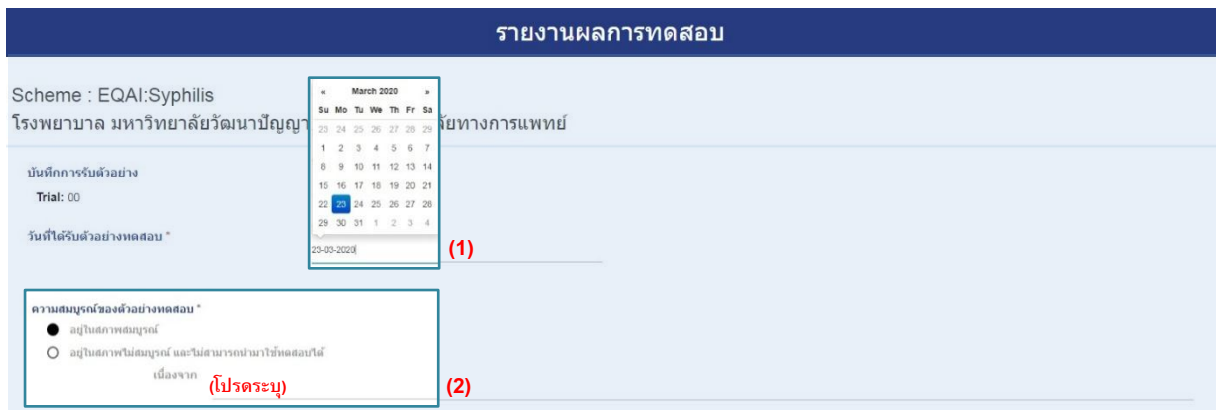 รายงานผลการทดสอบ
Scheme : EQAI:Syphilis
โรงพยาบาล มหาวิทยาลัยวัฒนาปัญญา
ัยทางการแพทย์
« March 2020 »
Su Mo Tu We Th Fr Sa
23 24 25 26 27 28 29
1 2 3 4 5 6 7
8 9 10 11 12 13 14
15 16 17 18 19 20 21
22 23 24 25 26 27 28
29 30 31 1 2 3 4
บันทึกการรับตัวอย่าง
Trial: 00
วันที่ได้รับตัวอย่างทดสอบ *
23-03-2020
(1)
ความสมบูรณ์ของตัวอย่างทดสอบ *
อยู่ในสภาพสมบูรณ์
อยู่ในสภาพไม่สมบูรณ์ และไม่สามารถนำมาใช้ทดสอบได้
เนื่องจาก (โปรดระบุ)
(2)